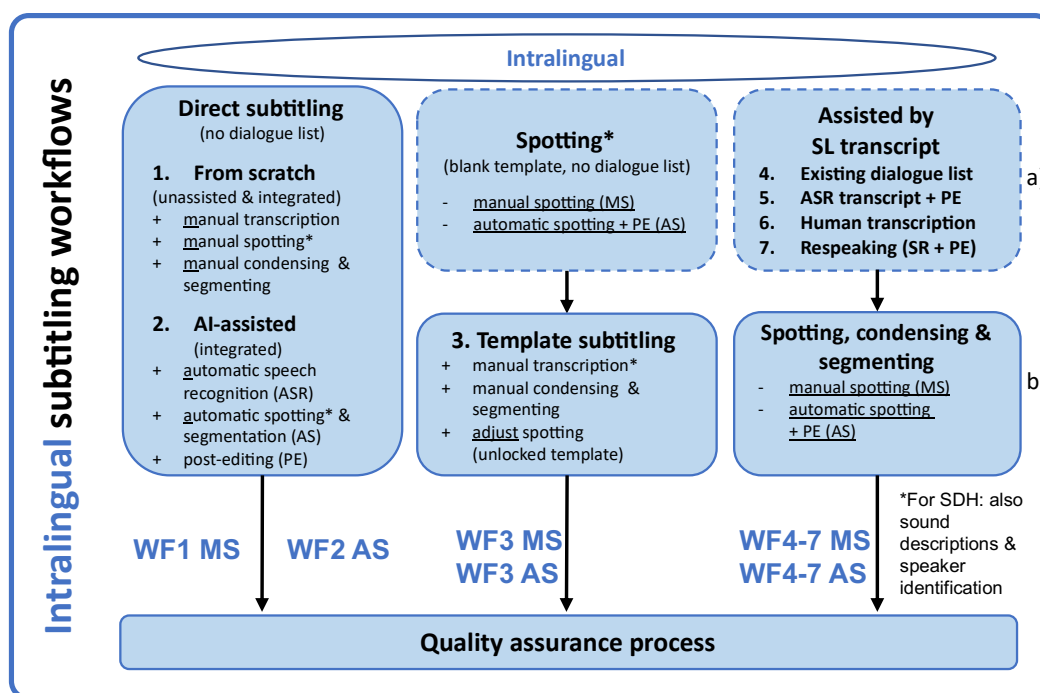 Intralingual subtitling workflows
Intralingual
Direct subtitling
(no dialogue list)
1. From scratch
(unassisted & integrated)
+ manual transcription
+ manual spotting*
+ manual condensing &
segmenting
2. AI-assisted
(integrated)
+ automatic speech
recognition (ASR)
+ automatic spotting* &
segmentation (AS)
+ post-editing (PE)
Spotting*
(blank template, no dialogue list)
- manual spotting (MS)
- automatic spotting + PE (AS)
3. Template subtitling
+ manual transcription*
+ manual condensing &
segmenting
+ adjust spotting
(unlocked template)
Assisted by
SL transcript
4. Existing dialogue list
5. ASR transcript + PE
6. Human transcription
7. Respeaking (SR + PE)
a)
Spotting, condensing &
segmenting
- manual spotting (MS)
- automatic spotting
+ PE (AS)
b
WF1 MS
WF2 AS
WF3 MS
WF3 AS
WF4-7 MS
WF4-7 AS
*For SDH: also
sound
descriptions &
speaker
identification
Quality assurance process